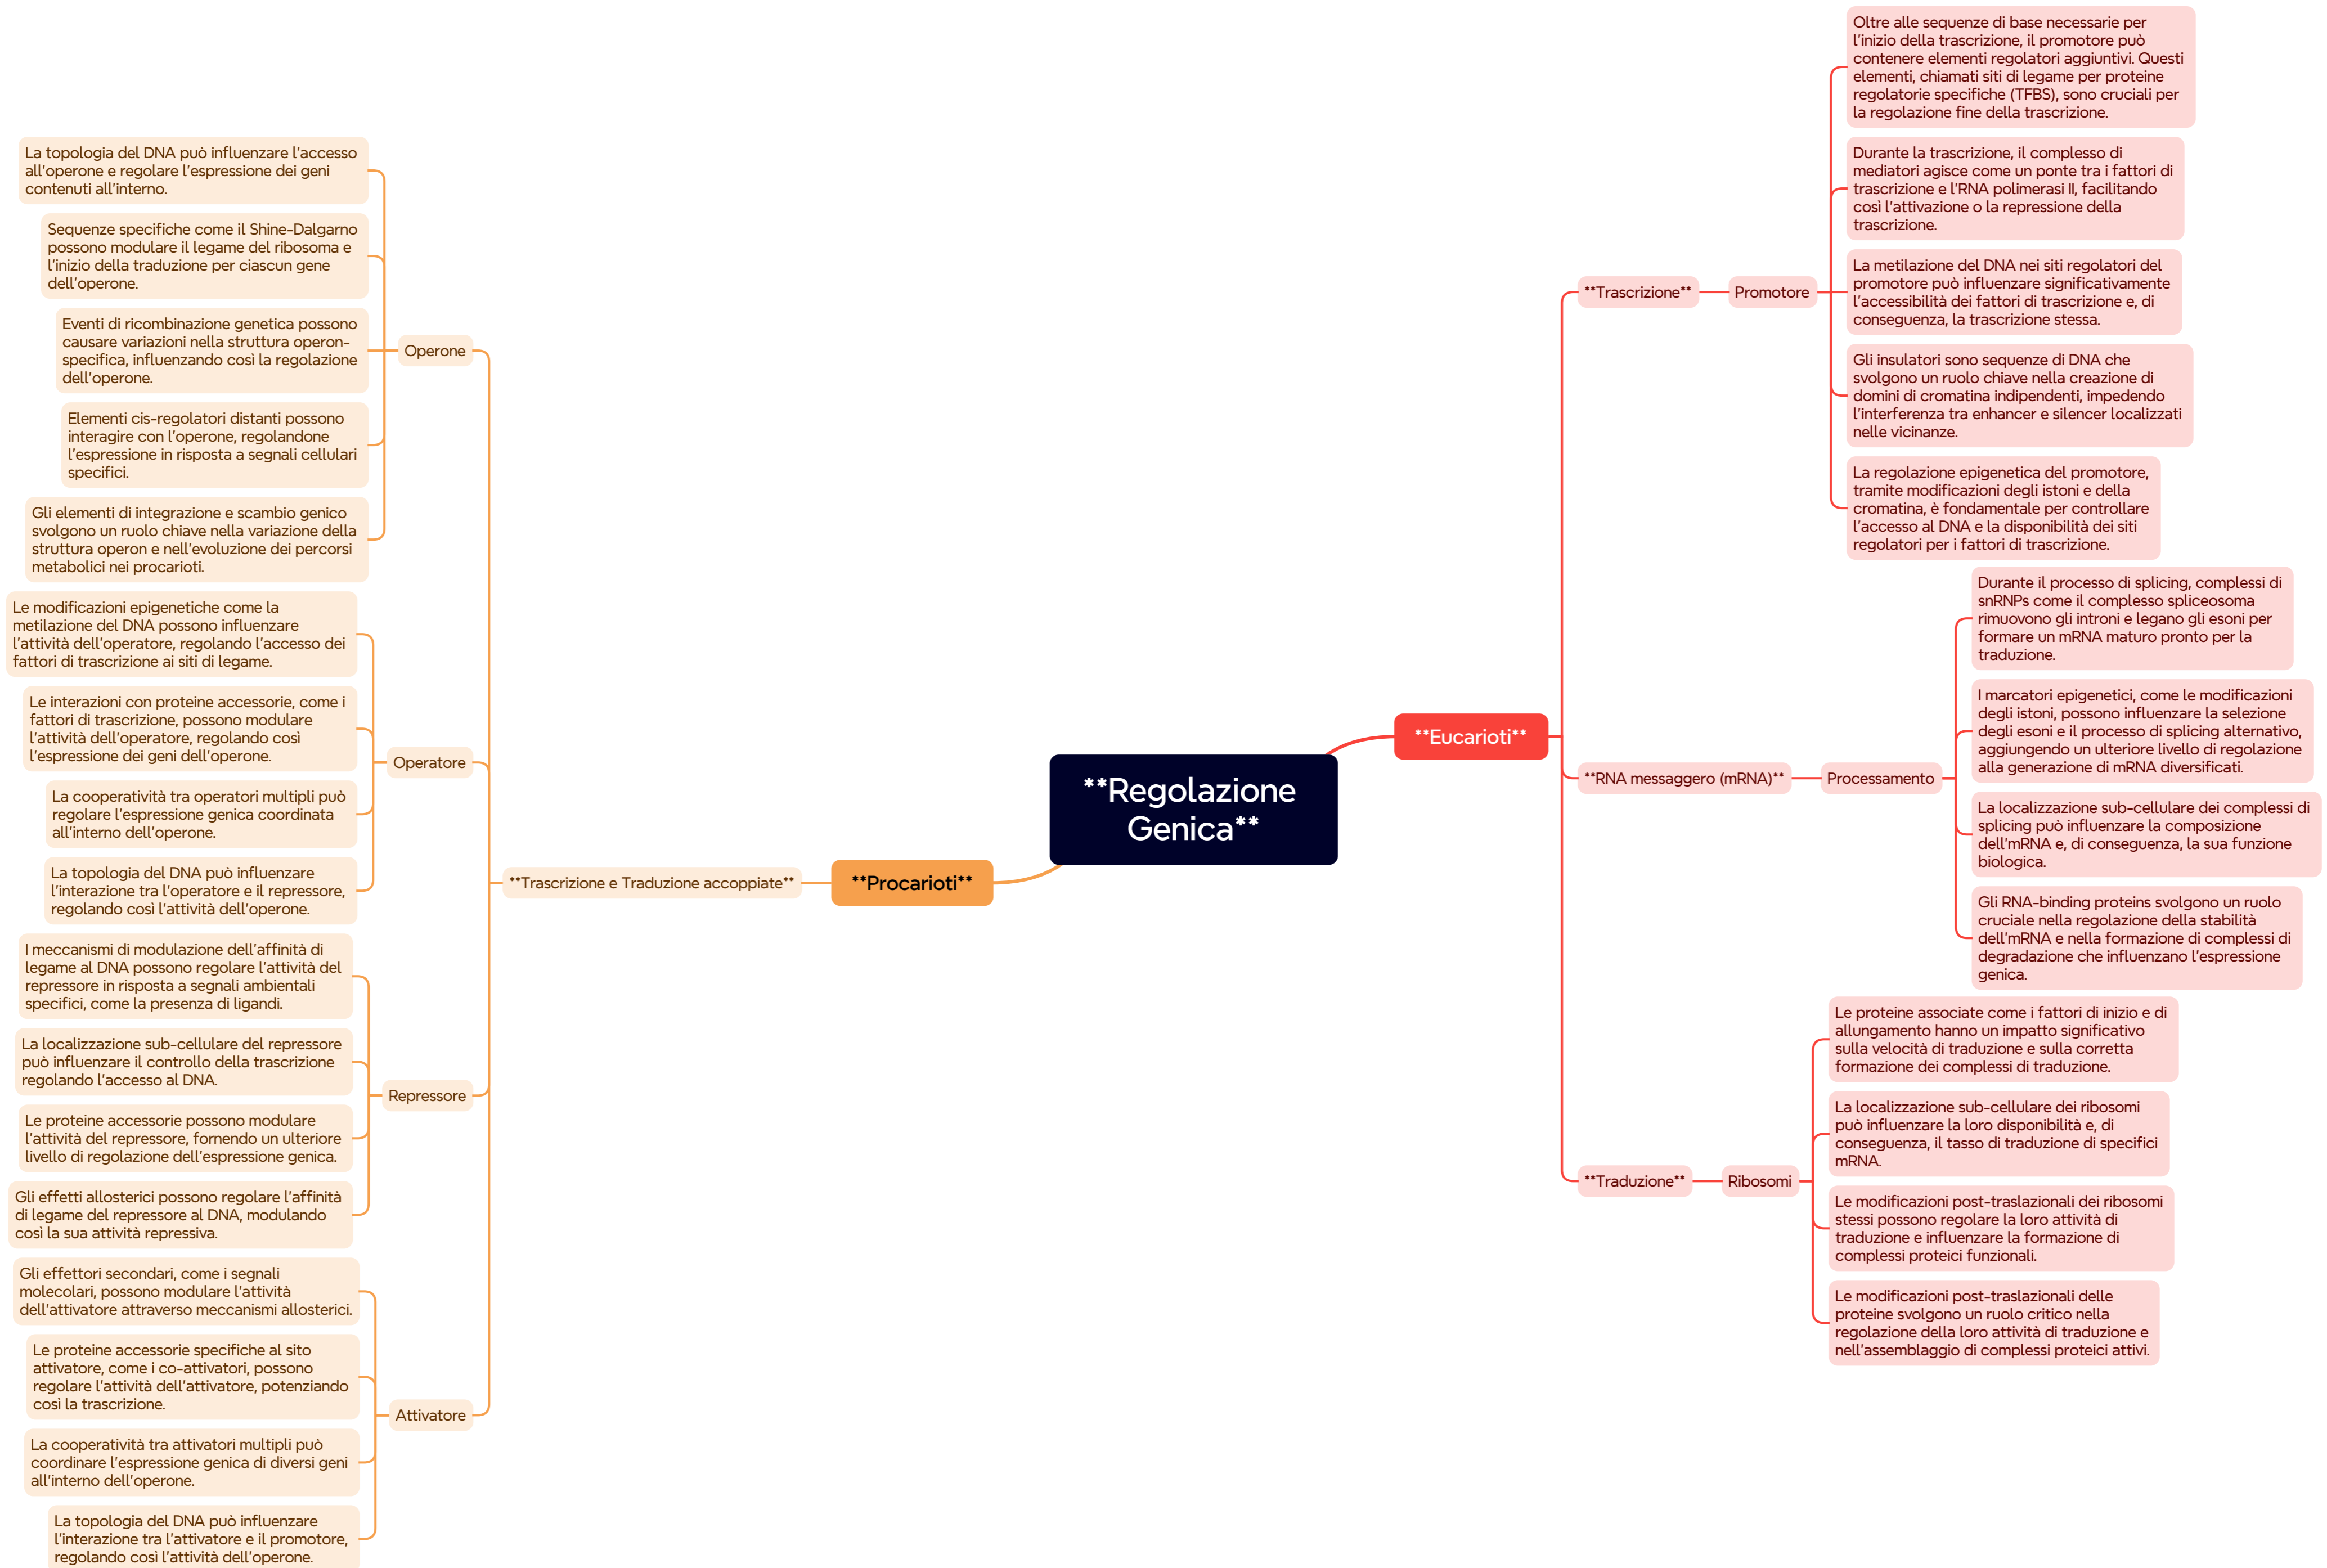 **Regolazione
Genica**
**Eucarioti**
**Trascrizione**
Promotore
Oltre alle sequenze di base necessarie per
l'inizio della trascrizione, il promotore può
contenere elementi regolatori aggiuntivi. Questi
elementi, chiamati siti di legame per proteine
regolatorie specifiche (TFBS), sono cruciali per
la regolazione fine della trascrizione.
Durante la trascrizione, il complesso di
mediatori agisce come un ponte tra i fattori di
trascrizione e l'RNA polimerasi II, facilitando
così l'attivazione o la repressione della
trascrizione.
La metilazione del DNA nei siti regolatori del
promotore può influenzare significativamente
l'accessibilità dei fattori di trascrizione e, di
conseguenza, la trascrizione stessa.
Gli insulatori sono sequenze di DNA che
svolgono un ruolo chiave nella creazione di
domini di cromatina indipendenti, impedendo
l'interferenza tra enhancer e silencer localizzati
nelle vicinanze.
La regolazione epigenetica del promotore,
tramite modificazioni degli istoni e della
cromatina, è fondamentale per controllare
l'accesso al DNA e la disponibilità dei siti
regolatori per i fattori di trascrizione.
**RNA messaggero (mRNA)**
Processamento
Durante il processo di splicing, complessi di
snRNPs come il complesso spliceosoma
rimuovono gli introni e legano gli esoni per
formare un mRNA maturo pronto per la
traduzione.
I marcatori epigenetici, come le modificazioni
degli istoni, possono influenzare la selezione
degli esoni e il processo di splicing alternativo,
aggiungendo un ulteriore livello di regolazione
alla generazione di mRNA diversificati.
La localizzazione sub-cellulare dei complessi di
splicing può influenzare la composizione
dell'mRNA e, di conseguenza, la sua funzione
biologica.
Gli RNA-binding proteins svolgono un ruolo
cruciale nella regolazione della stabilità
dell'mRNA e nella formazione di complessi di
degradazione che influenzano l'espressione
genica.
**Traduzione**
Ribosomi
Le proteine associate come i fattori di inizio e di
allungamento hanno un impatto significativo
sulla velocità di traduzione e sulla corretta
formazione dei complessi di traduzione.
La localizzazione sub-cellulare dei ribosomi
può influenzare la loro disponibilità e, di
conseguenza, il tasso di traduzione di specifici
mRNA.
Le modificazioni post-traslazionali dei ribosomi
stessi possono regolare la loro attività di
traduzione e influenzare la formazione di
complessi proteici funzionali.
Le modificazioni post-traslazionali delle
proteine svolgono un ruolo critico nella
regolazione della loro attività di traduzione e
nell'assemblaggio di complessi proteici attivi.
**Procarioti**
**Trascrizione e Traduzione accoppiate**
Operone
La topologia del DNA può influenzare l'accesso
all'operone e regolare l'espressione dei geni
contenuti all'interno.
Sequenze specifiche come il Shine-Dalgarno
possono modulare il legame del ribosoma e
l'inizio della traduzione per ciascun gene
dell'operone.
Eventi di ricombinazione genetica possono
causare variazioni nella struttura operon-
specifica, influenzando così la regolazione
dell'operone.
Elementi cis-regolatori distanti possono
interagire con l'operone, regolandone
l'espressione in risposta a segnali cellulari
specifici.
Gli elementi di integrazione e scambio genico
svolgono un ruolo chiave nella variazione della
struttura operon e nell'evoluzione dei percorsi
metabolici nei procarioti.
Operatore
Le modificazioni epigenetiche come la
metilazione del DNA possono influenzare
l'attività dell'operatore, regolando l'accesso dei
fattori di trascrizione ai siti di legame.
Le interazioni con proteine accessorie, come i
fattori di trascrizione, possono modulare
l'attività dell'operatore, regolando così
l'espressione dei geni dell'operone.
La cooperatività tra operatori multipli può
regolare l'espressione genica coordinata
all'interno dell'operone.
La topologia del DNA può influenzare
l'interazione tra l'operatore e il repressore,
regolando così l'attività dell'operone.
Repressore
I meccanismi di modulazione dell'affinità di
legame al DNA possono regolare l'attività del
repressore in risposta a segnali ambientali
specifici, come la presenza di ligandi.
La localizzazione sub-cellulare del repressore
può influenzare il controllo della trascrizione
regolando l'accesso al DNA.
Le proteine accessorie possono modulare
l'attività del repressore, fornendo un ulteriore
livello di regolazione dell'espressione genica.
Gli effetti allosterici possono regolare l'affinità
di legame del repressore al DNA, modulando
così la sua attività repressiva.
Attivatore
Gli effettori secondari, come i segnali
molecolari, possono modulare l'attività
dell'attivatore attraverso meccanismi allosterici.
Le proteine accessorie specifiche al sito
attivatore, come i co-attivatori, possono
regolare l'attività dell'attivatore, potenziando
così la trascrizione.
La cooperatività tra attivatori multipli può
coordinare l'espressione genica di diversi geni
all'interno dell'operone.
La topologia del DNA può influenzare
l'interazione tra l'attivatore e il promotore,
regolando così l'attività dell'operone.